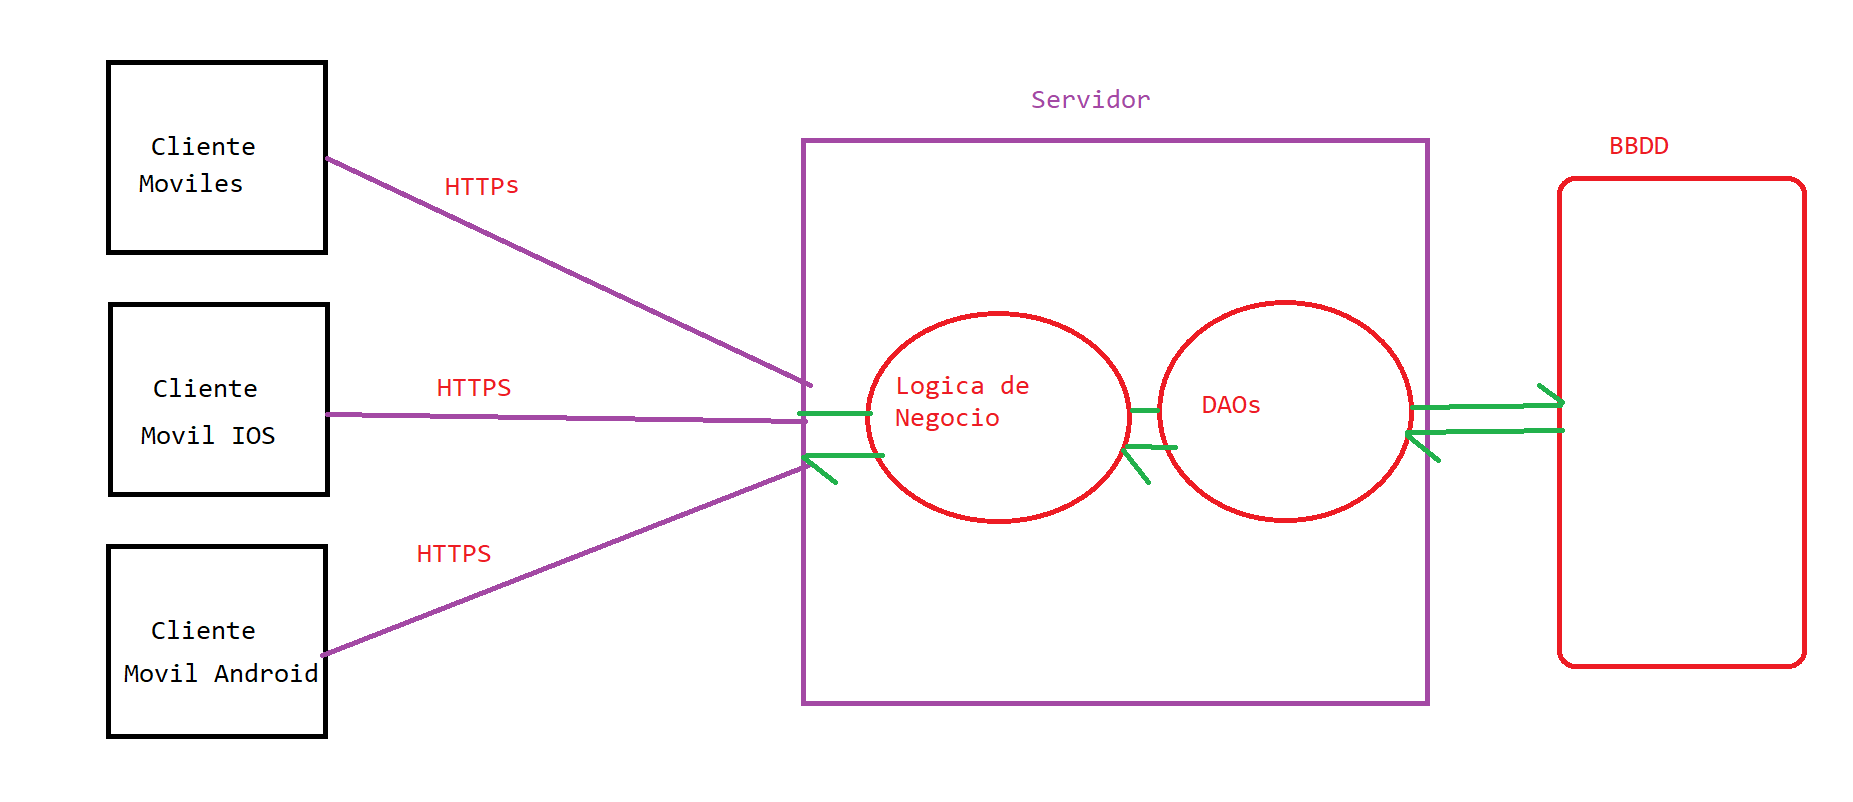 Cliente
Moviles
HTTPs
Cliente
Movil IOS
HTTPS
Cliente
Movil Android
HTTPS
Servidor
Logica de
Negocio
DAOs
BBDD